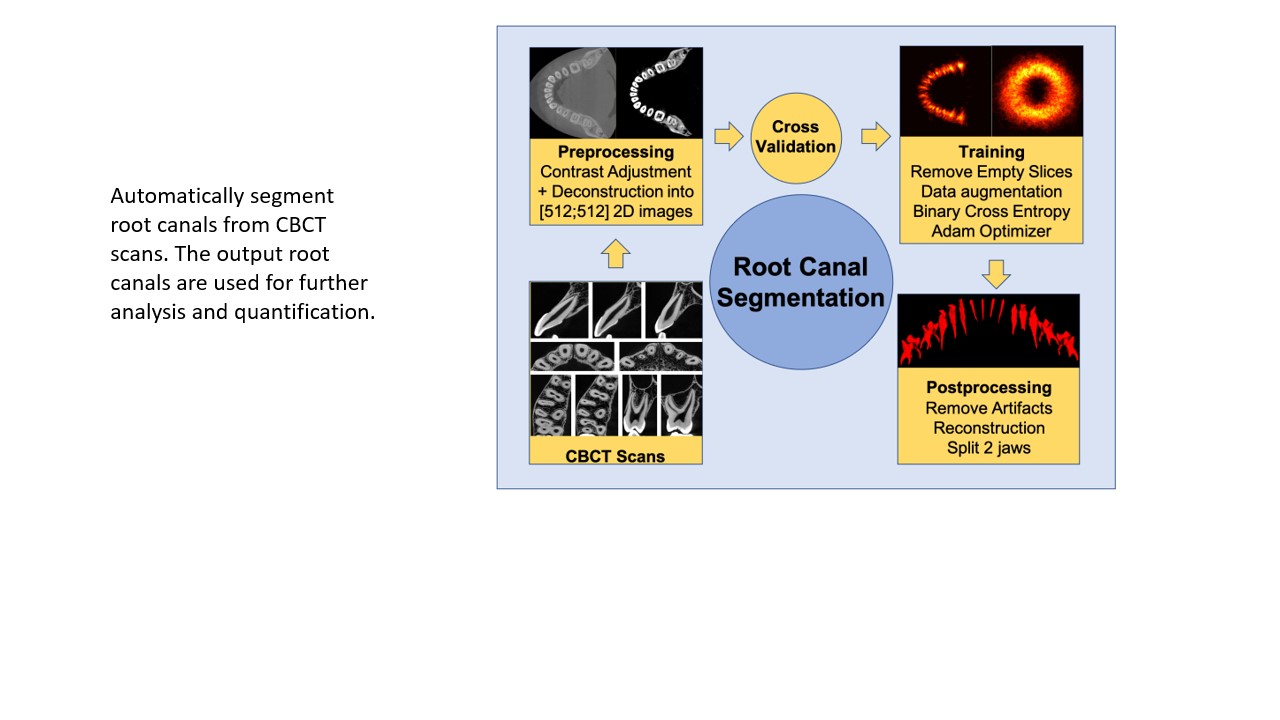 Automatically segment
root canals from CBCT
scans. The output root
canals are used for further
analysis and quantification.
Preprocessing
Contrast Adjustment
+ Deconstruction into
[512;512] 2D images
Cross
Validation
Training
Remove Empty Slices
Data augmentation
Binary Cross Entropy
Adam Optimizer
Root Canal
Segmentation
CBCT Scans
Postprocessing
Remove Artifacts
Reconstruction
Split 2 jaws